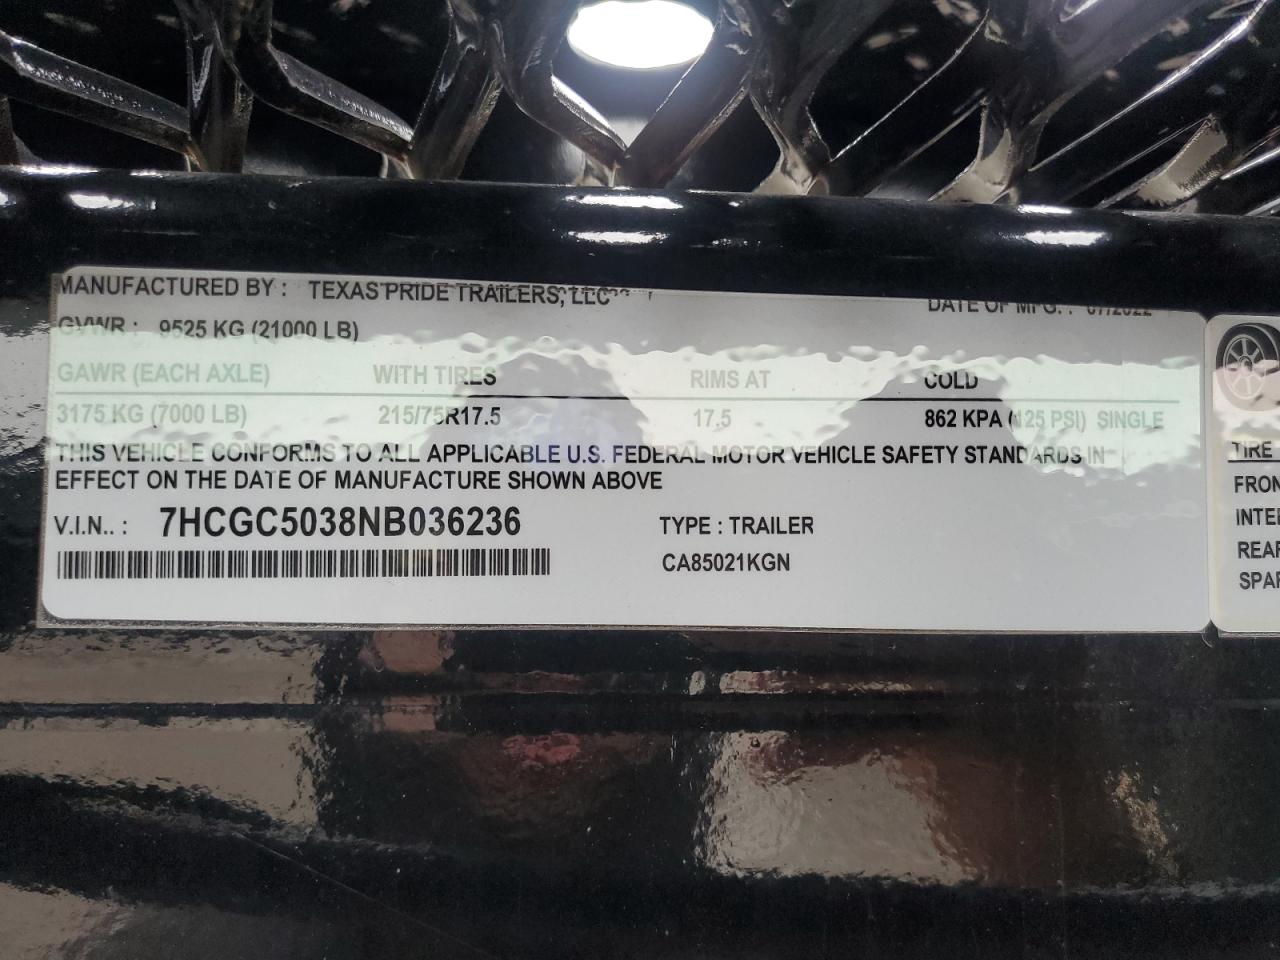 MANUFACTURED BY : TEXAS PRIDE TRAILERS, LLC
DATE OF MFG. : 07/2022
GVWR : 9525 KG (21000 LB)
GAWR (EACH AXLE) WITH TIRES RIMS AT COLD
3175 KG (7000 LB) 215/75R17.5 17.5 862 KPA (125 PSI) SINGLE
THIS VEHICLE CONFORMS TO ALL APPLICABLE U.S. FEDERAL MOTOR VEHICLE SAFETY STANDARDS IN
EFFECT ON THE DATE OF MANUFACTURE SHOWN ABOVE
V.I.N.. : 7HCGC5038NB036236 TYPE : TRAILER
CA85021KGN
TIRE
FRON
INTE
REAR
SPAR